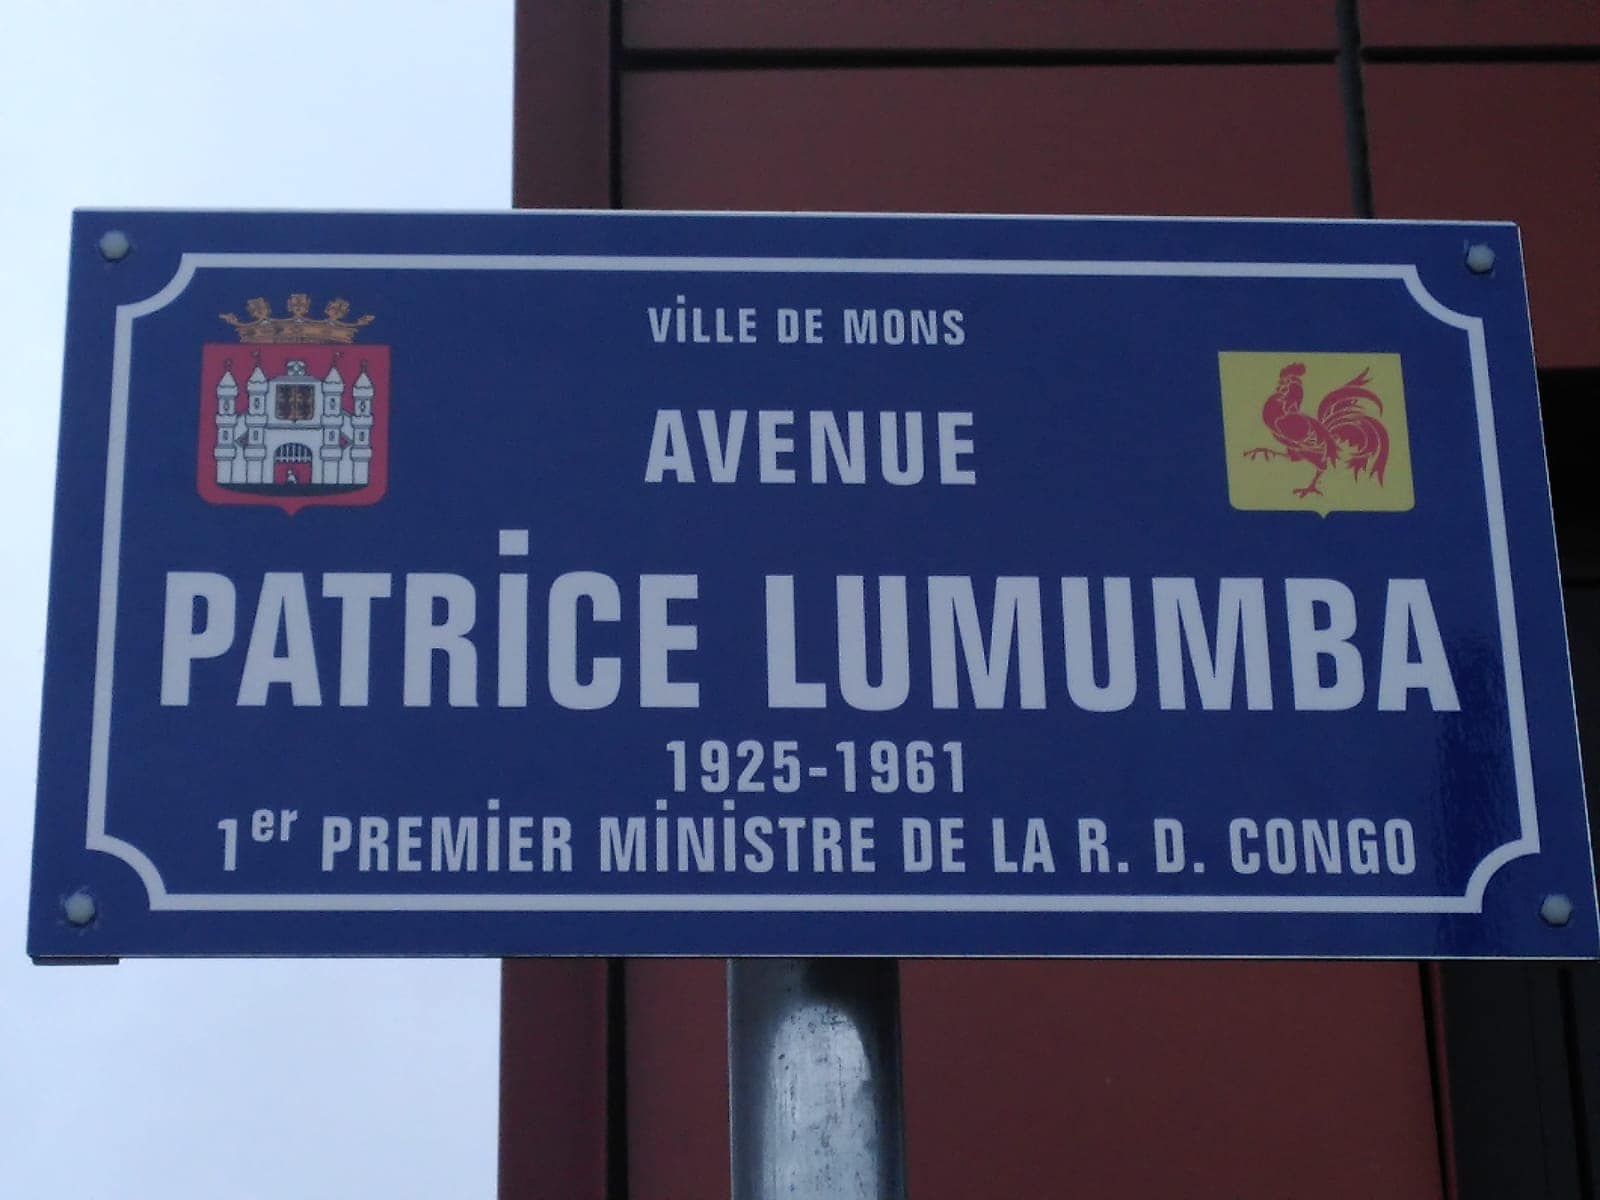 ViLLE DE MONS
AVENUE
PATRiCE LUMUMBA
1925-1961
1er PREMiER MiNiSTRE DE LA R. D. CONGO